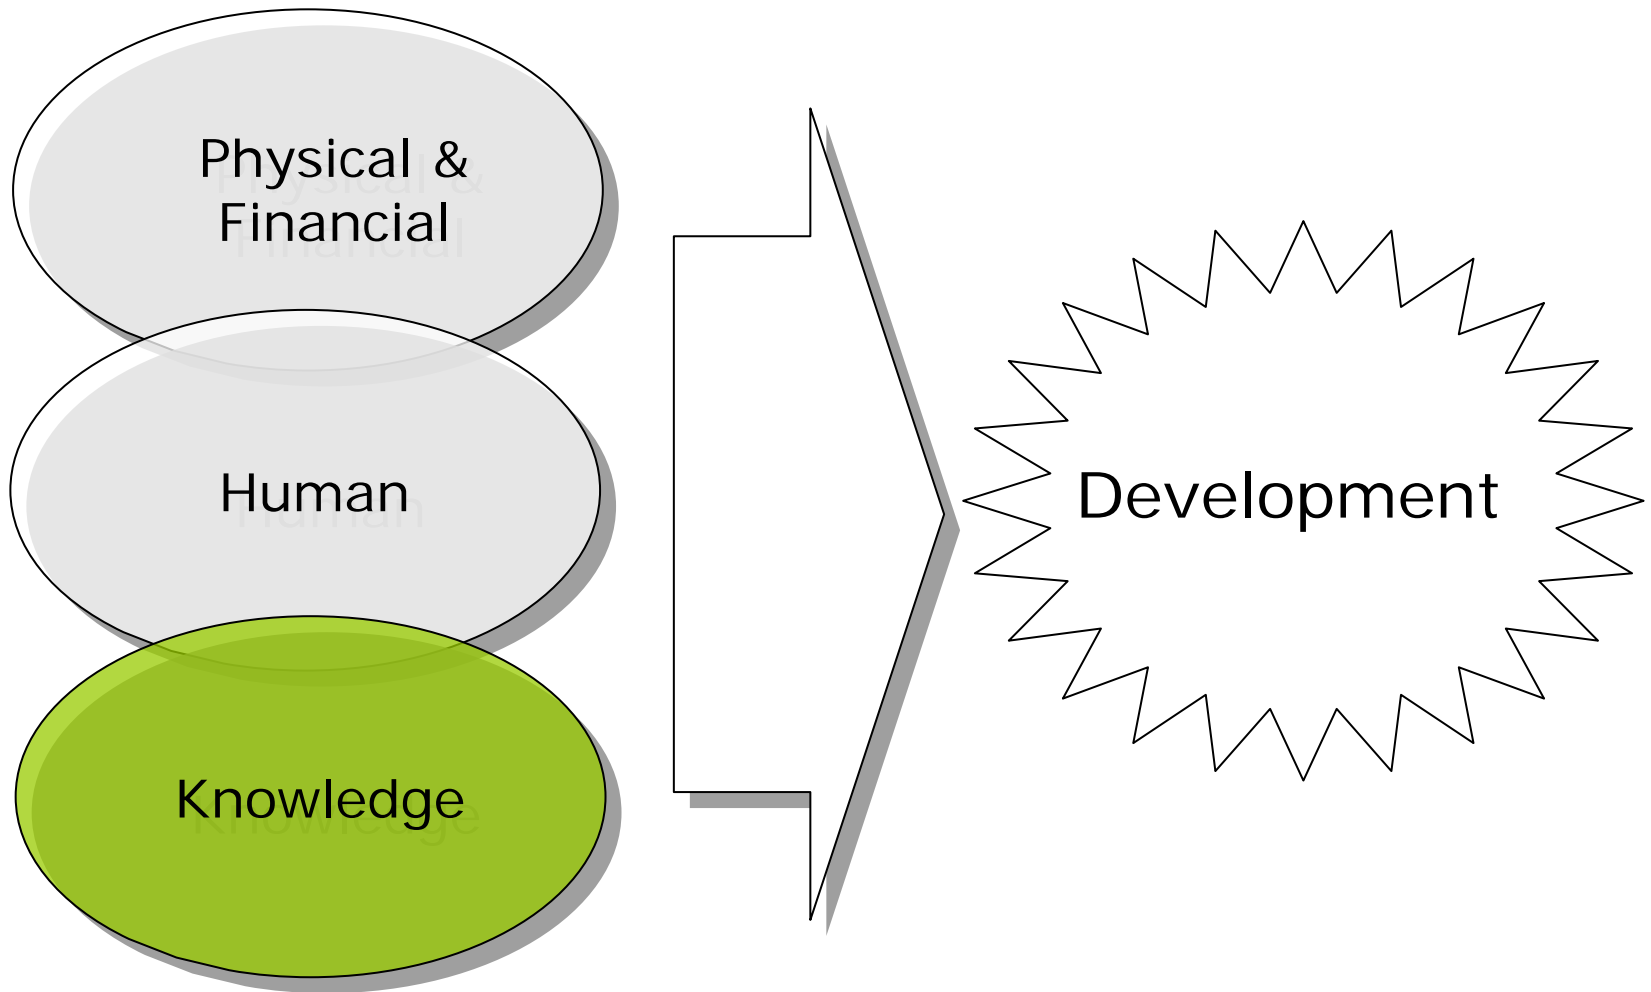 Physical &
Financial
Human
Knowledge
Development